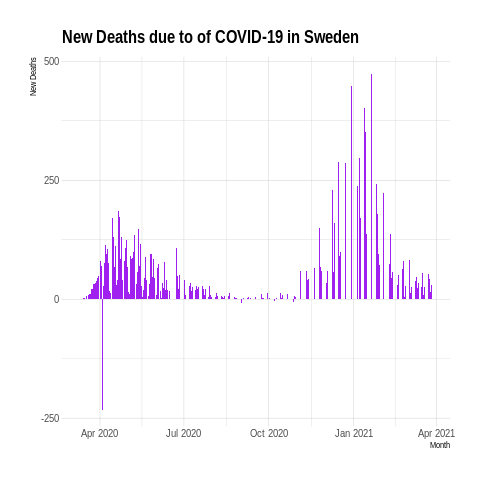 New Deaths due to of COVID-19 in Sweden
New Deaths
500
250
0
-250
Apr 2020 Jul 2020 Oct 2020 Jan 2021 Apr 2021
Month